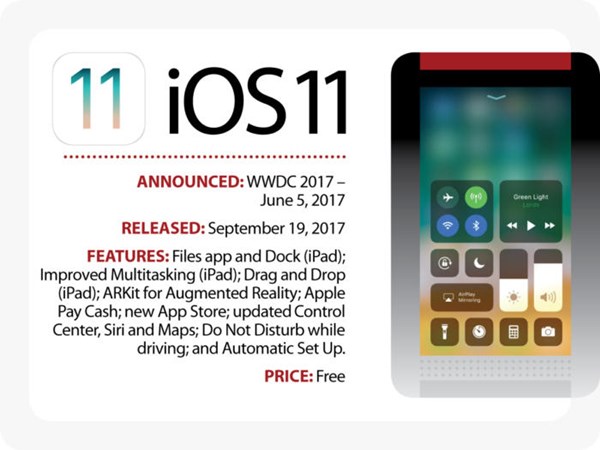 11
iOS 11
ANNOUNCED: WWDC 2017 –
June 5, 2017
RELEASED: September 19, 2017
FEATURES: Files app and Dock (iPad);
Improved Multitasking (iPad); Drag and Drop
(iPad); ARKit for Augmented Reality; Apple
Pay Cash; new App Store; updated Control
Center, Siri and Maps; Do Not Disturb while
driving; and Automatic Set Up.
PRICE: Free
Green Light
Lorde
AirPlay
Mirroring